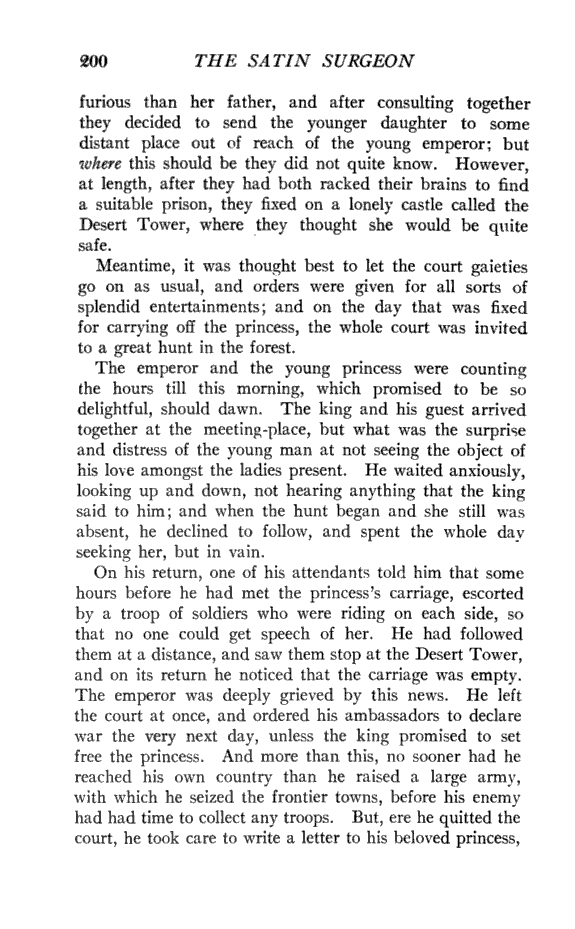 200 THE SATIN SURGEON
furious than her father, and after consulting together
they decided to send the younger daughter to some
distant place out of reach of the young emperor; but
where this should be they did not quite know. However,
at length, after they had both racked their brains to find
a suitable prison, they fixed on a lonely castle called the
Desert Tower, where they thought she would be quite
safe.
Meantime, it was thought best to let the court gaieties
go on as usual, and orders were given for all sorts of
splendid entertainments; and on the day that was fixed
for carrying off the princess, the whole court was invited
to a great hunt in the forest.
The emperor and the young princess were counting
the hours till this morning, which promised to be so
delightful, should dawn. The king and his guest arrived
together at the meeting-place, but what was the surprise
and distress of the young man at not seeing the object of
his love amongst the ladies present. He waited anxiously,
looking up and down, not hearing anything that the king
said to him; and when the hunt began and she still was
absent, he declined to follow, and spent the whole day
seeking her, but in vain.
On his return, one of his attendants told him that some
hours before he had met the princess's carriage, escorted
by a troop of soldiers who were riding on each side, so
that no one could get speech of her. He had followed
them at a distance, and saw them stop at the Desert Tower,
and on its return he noticed that the carriage was empty.
The emperor was deeply grieved by this news. He left
the court at once, and ordered his ambassadors to declare
war the very next day, unless the king promised to set
free the princess. And more than this, no sooner had he
reached his own country than he raised a large army,
with which he seized the frontier towns, before his enemy
had had time to collect any troops. But, ere he quitted the
court, he took care to write a letter to his beloved princess,